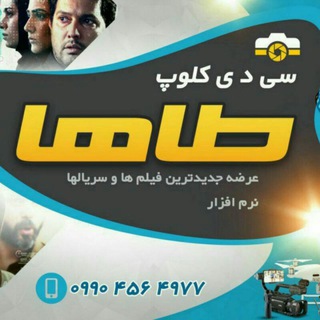 سی دی کلوپ
طاها
عرضه جدیدترین فیلم ها و سریالها
نرم افزار
۰۹۹۰ ۴۵۶ ۴۹۷۷